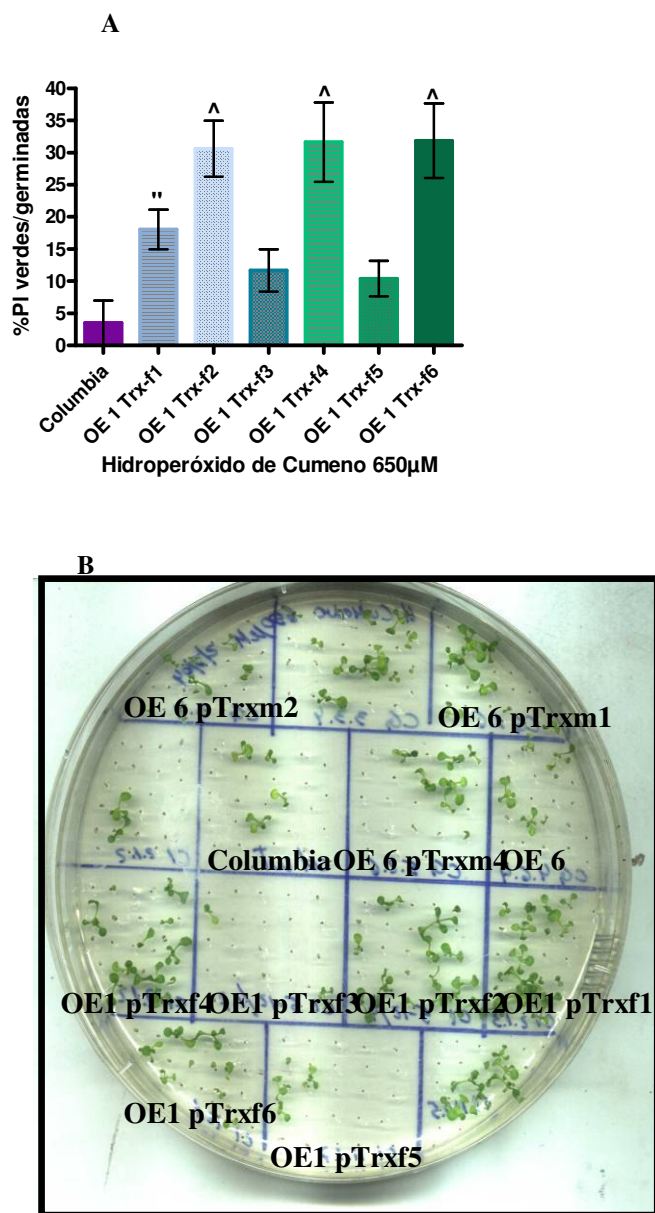 A
%PI verdes/germinadas
40
35
30
25
20
15
10
5
0
"
^
^
^
Columbia
OE 1 Trx-f1
OE 1 Trx-f2
OE 1 Trx-f3
OE 1 Trx-f4
OE 1 Trx-f5
OE 1 Trx-f6
Hidroperóxido de Cumeno 650µM
B
OE 6 pTrxm2
OE 6 pTrxm1
Columbia
OE 6 pTrxm4
OE 6
OE1 pTrxf4
OE1 pTrxf3
OE1 pTrxf2
OE1 pTrxf1
OE1 pTrxf6
OE1 pTrxf5